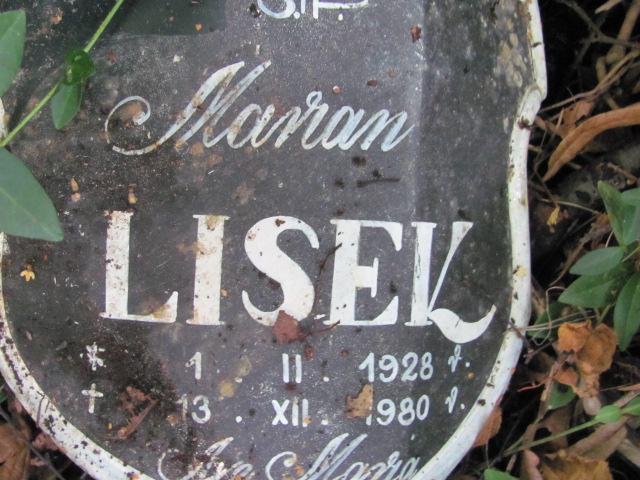 Ś.†P.
Marian
LISEK
* 1. II. 1928 r.
† 13. XII. 1980 r.